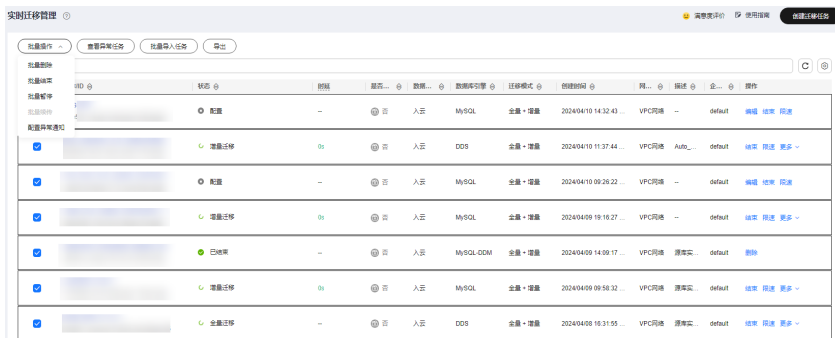 实时迁移管理
满意度评价 使用指南 创建迁移任务
批量操作 查看异常任务 批量导入任务 导出
批量删除
批量结束
批量暂停
配置异常通知
/ID 状态 时延 是否... 数据... 数据库引擎 迁移模式 创建时间 网... 描述 企... 操作
配置 -- 否 入云 MySQL 全量+增量 2024/04/10 14:32:43 ... VPC网络 -- default 编辑 结束 限速
增量迁移 0s 否 入云 DDS 全量+增量 2024/04/10 11:37:44 ... VPC网络 Auto_... default 结束 限速 更多
配置 -- 否 入云 MySQL 全量+增量 2024/04/10 09:26:22 ... VPC网络 -- default 编辑 结束 限速
增量迁移 0s 否 入云 MySQL 全量+增量 2024/04/09 19:16:27 ... VPC网络 -- default 结束 限速 更多
已结束 -- 否 入云 MySQL-DDM 全量+增量 2024/04/09 14:09:17 ... VPC网络 源库实... default 删除
增量迁移 0s 否 入云 MySQL 全量+增量 2024/04/09 09:58:32 ... VPC网络 源库实... default 结束 限速 更多
全量迁移 -- 否 入云 DDS 全量+增量 2024/04/08 16:31:55 ... VPC网络 源库实... default 结束 限速 更多